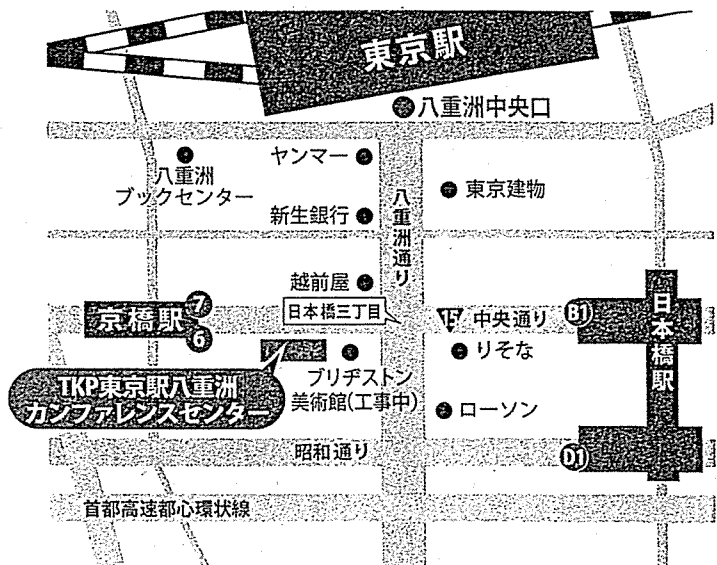 東京駅
八重洲中央口
八重洲
ブックセンター
ヤンマー
東京建物
新生銀行
八重洲通り
越前屋
日本橋三丁目
京橋駅
7
6
15
中央通り
B1
日本橋駅
りそな
ブリヂストン
美術館(工事中)
TKP東京駅八重洲
カンファレンスセンター
ローソン
昭和通り
D1
首都高速都心環状線